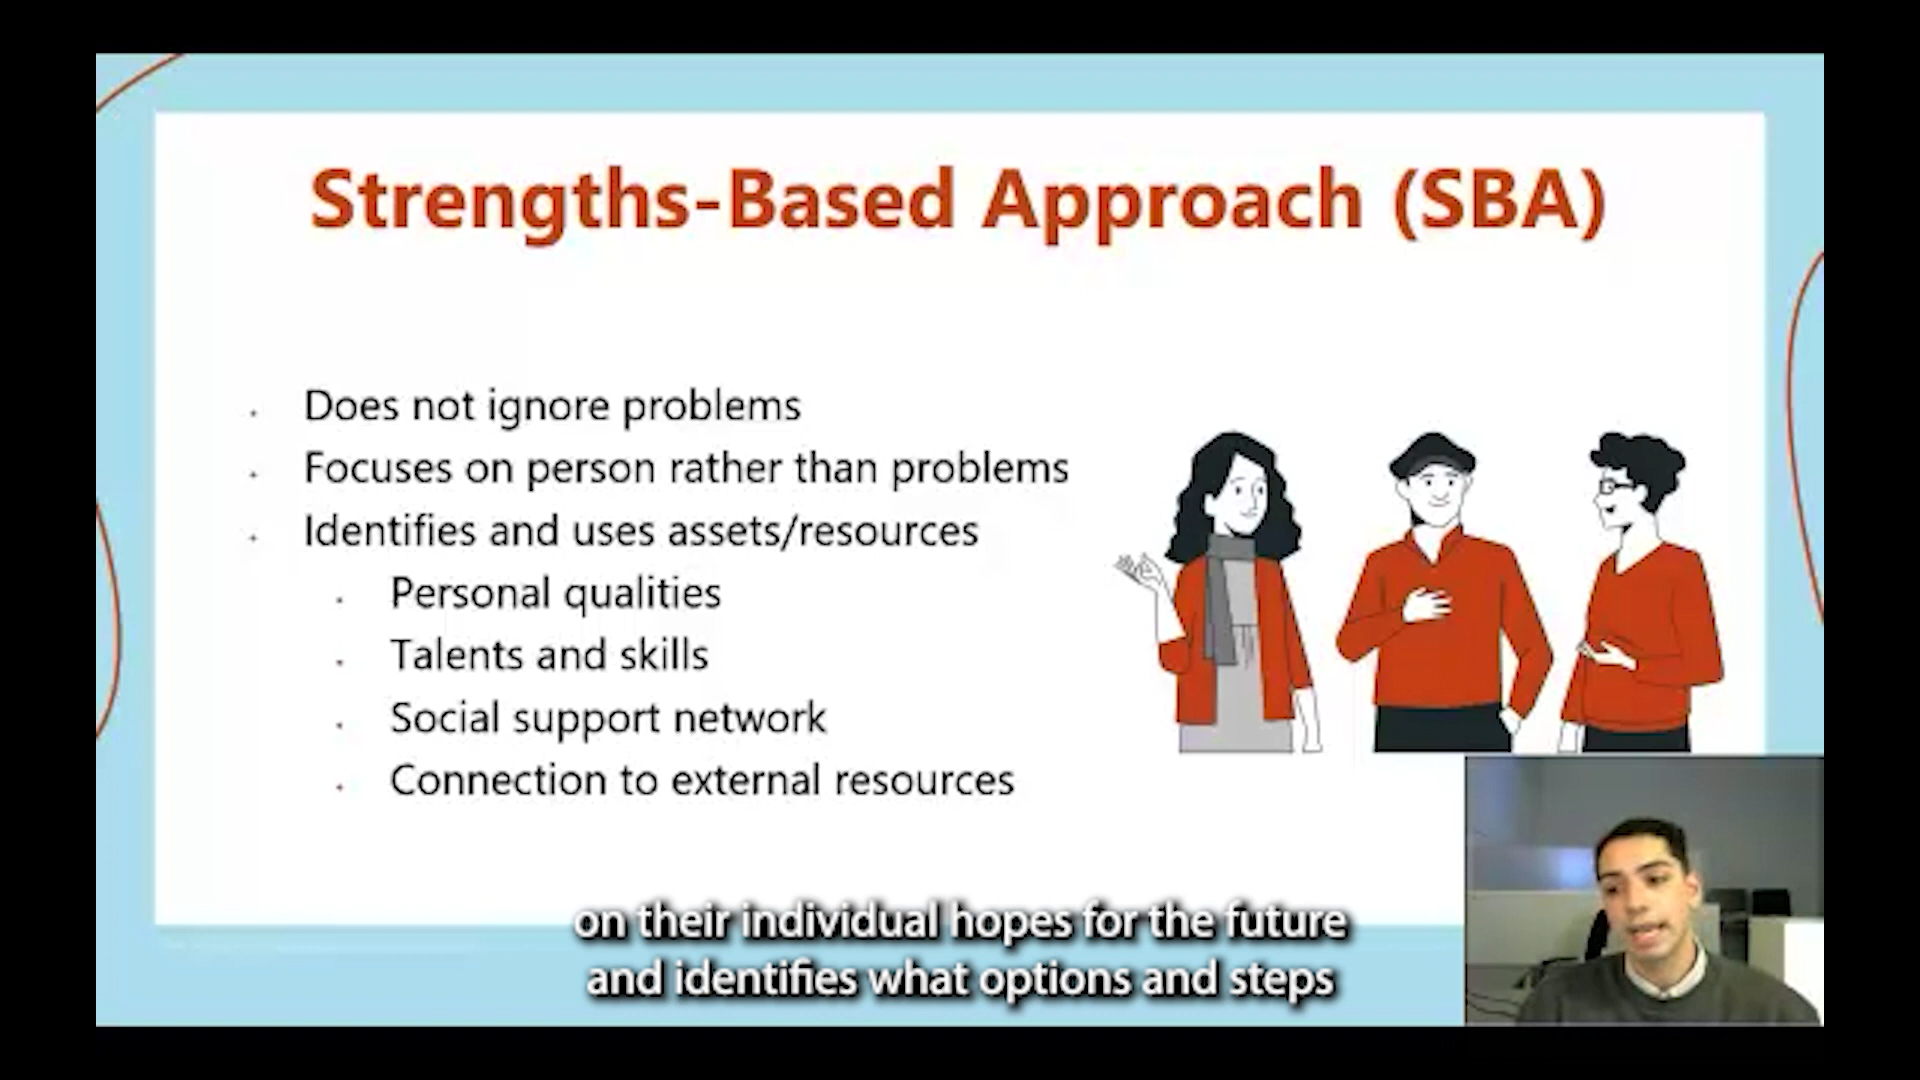 Strengths-Based Approach (SBA)
Does not ignore problems
Focuses on person rather than problems
Identifies and uses assets/resources
Personal qualities
Talents and skills
Social support network
Connection to external resources
on their individual hopes for the future
and identifies what options and steps